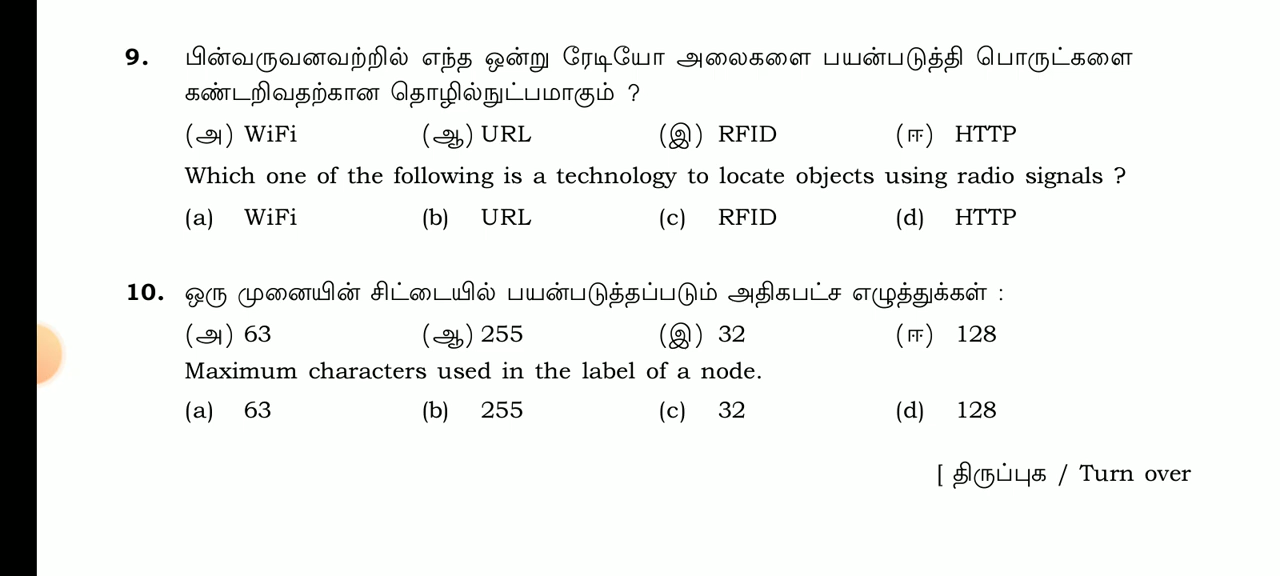 9. பின்வருவனவற்றில் எந்த ஒன்று ரேடியோ அலைகளை பயன்படுத்தி பொருட்களை
கண்டறிவதற்கான தொழில்நுட்பமாகும் ?
(அ) WiFi (ஆ) URL (இ) RFID (ஈ) HTTP
Which one of the following is a technology to locate objects using radio signals ?
(a) WiFi (b) URL (c) RFID (d) HTTP
10. ஒரு முனையின் சிட்டையில் பயன்படுத்தப்படும் அதிகபட்ச எழுத்துக்கள் :
(அ) 63 (ஆ) 255 (இ) 32 (ஈ) 128
Maximum characters used in the label of a node.
(a) 63 (b) 255 (c) 32 (d) 128
[ திருப்புக / Turn over